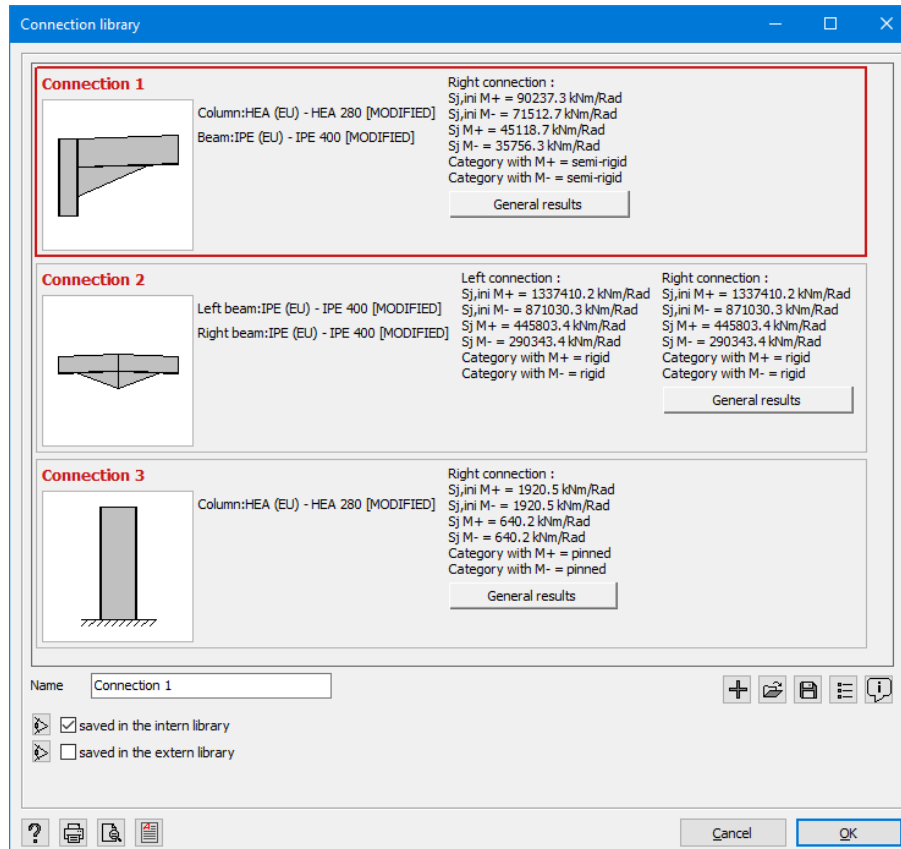 Connection library
Connection 1
Column:HEA (EU) - HEA 280 [MODIFIED]
Beam:IPE (EU) - IPE 400 [MODIFIED]
Right connection :
Sj,ini M+ = 90237.3 kNm/Rad
Sj,ini M- = 71512.7 kNm/Rad
Sj M+ = 45118.7 kNm/Rad
Sj M- = 35756.3 kNm/Rad
Category with M+ = semi-rigid
Category with M- = semi-rigid
General results
Connection 2
Left beam:IPE (EU) - IPE 400 [MODIFIED]
Right beam:IPE (EU) - IPE 400 [MODIFIED]
Left connection :
Sj,ini M+ = 1337410.2 kNm/Rad
Sj,ini M- = 871030.3 kNm/Rad
Sj M+ = 445803.4 kNm/Rad
Sj M- = 290343.4 kNm/Rad
Category with M+ = rigid
Category with M- = rigid
Right connection :
Sj,ini M+ = 1337410.2 kNm/Rad
Sj,ini M- = 871030.3 kNm/Rad
Sj M+ = 445803.4 kNm/Rad
Sj M- = 290343.4 kNm/Rad
Category with M+ = rigid
Category with M- = rigid
General results
Connection 3
Column:HEA (EU) - HEA 280 [MODIFIED]
Right connection :
Sj,ini M+ = 1920.5 kNm/Rad
Sj,ini M- = 1920.5 kNm/Rad
Sj M+ = 640.2 kNm/Rad
Sj M- = 640.2 kNm/Rad
Category with M+ = pinned
Category with M- = pinned
General results
Name Connection 1
saved in the intern library
saved in the extern library
Cancel
OK